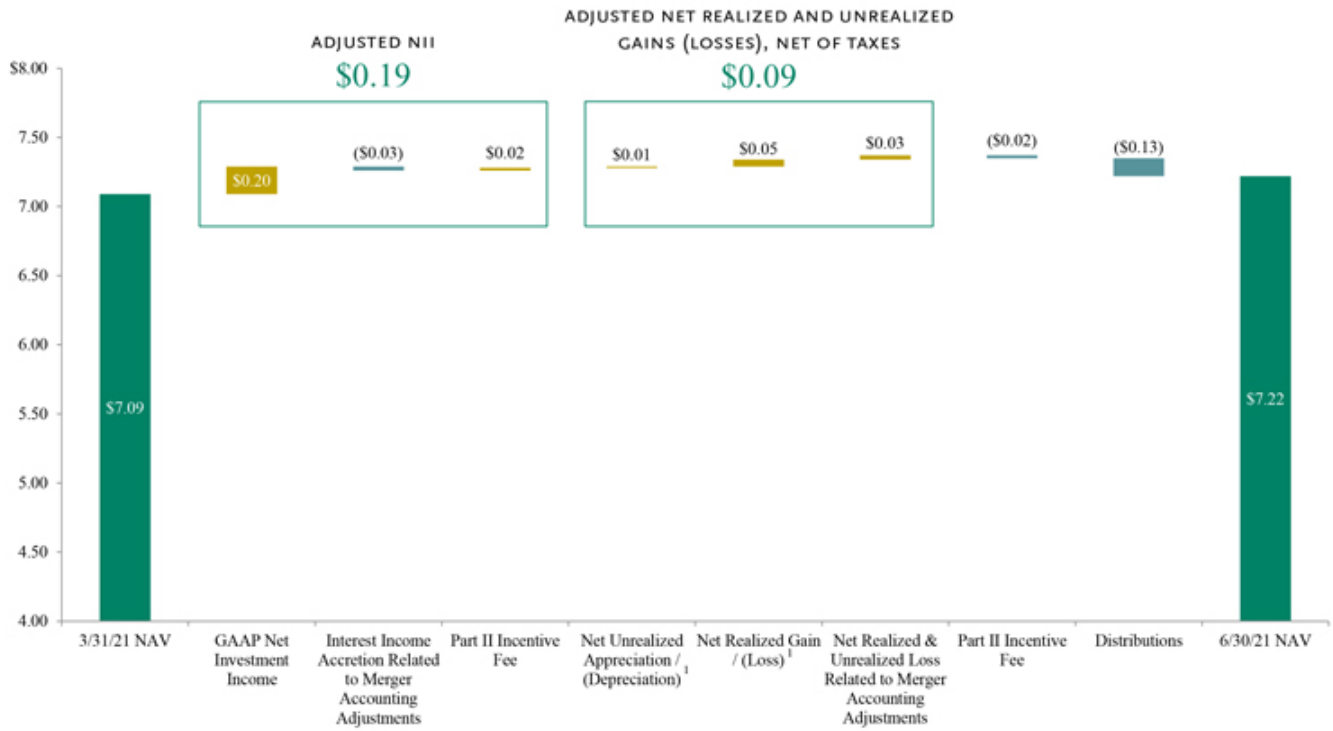 ADJUSTED NII
$0.19
ADJUSTED NET REALIZED AND UNREALIZED
GAINS (LOSSES), NET OF TAXES
$0.09
$8.00
7.50
7.00
6.50
6.00
5.50
5.00
4.50
4.00
$7.09
$0.20
($0.03)
$0.02
$0.01
$0.05
$0.03
($0.02)
($0.13)
$7.22
3/31/21 NAV
GAAP Net
Investment
Income
Interest Income
Accretion Related
to Merger
Accounting
Adjustments
Part II Incentive
Fee
Net Unrealized
Appreciation /
(Depreciation) 1
Net Realized Gain
/ (Loss) 1
Net Realized &
Unrealized Loss
Related to Merger
Accounting
Adjustments
Part II Incentive
Fee
Distributions
6/30/21 NAV